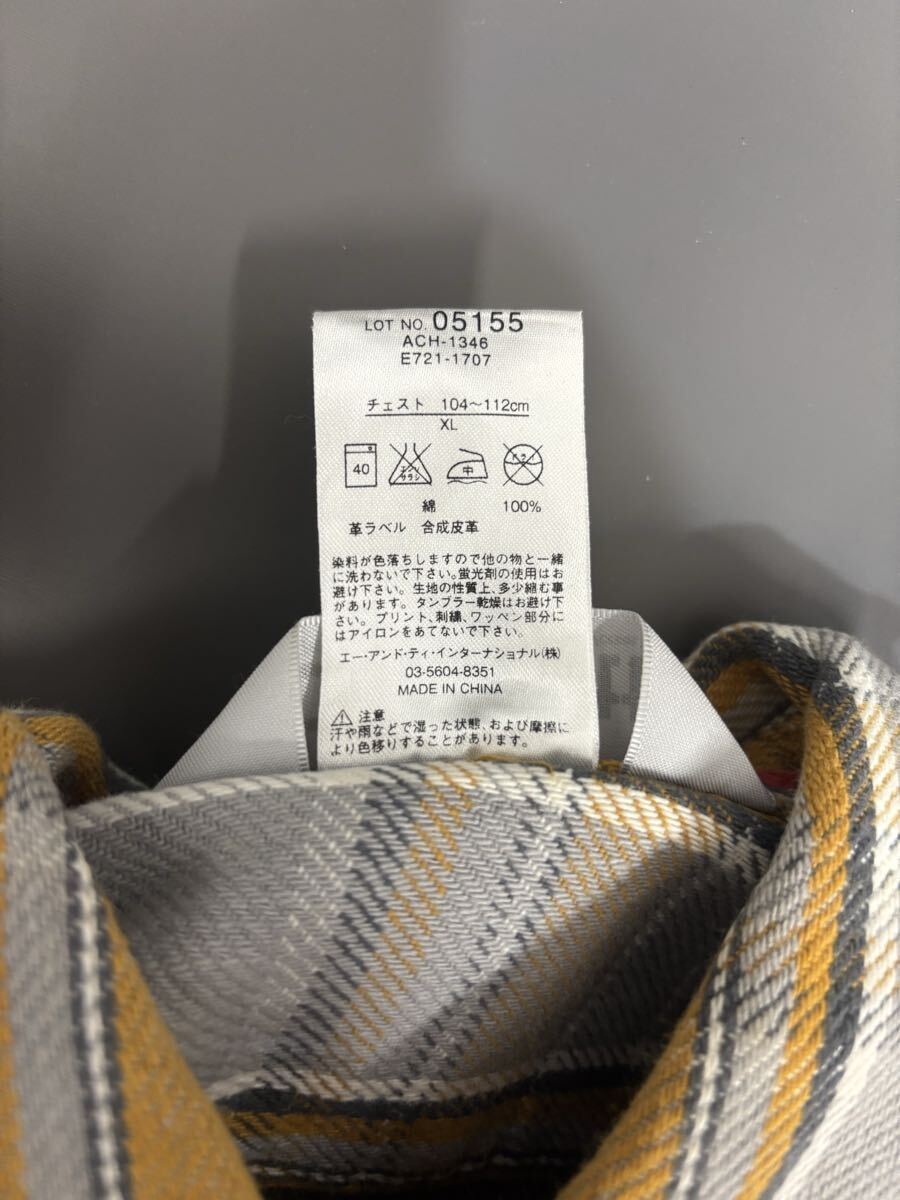 LOT NO. 05155
ACH-1346
E721-1707
チェスト 104〜112cm
XL
40
エンソ
サラシ
中
ドライ
綿 100%
革ラベル 合成皮革
染料が色落ちしますので他の物と一緒
に洗わないで下さい。蛍光剤の使用はお
避け下さい。生地の性質上、多少縮む事
があります。タンブラー乾燥はお避け下
さい。プリント、刺繍、ワッペン部分に
はアイロンをあてないで下さい。
エー・アンド・ティ・インターナショナル(株)
03-5604-8351
MADE IN CHINA
注意
汗や雨などで湿った状態、および摩擦に
より色移りすることがあります。